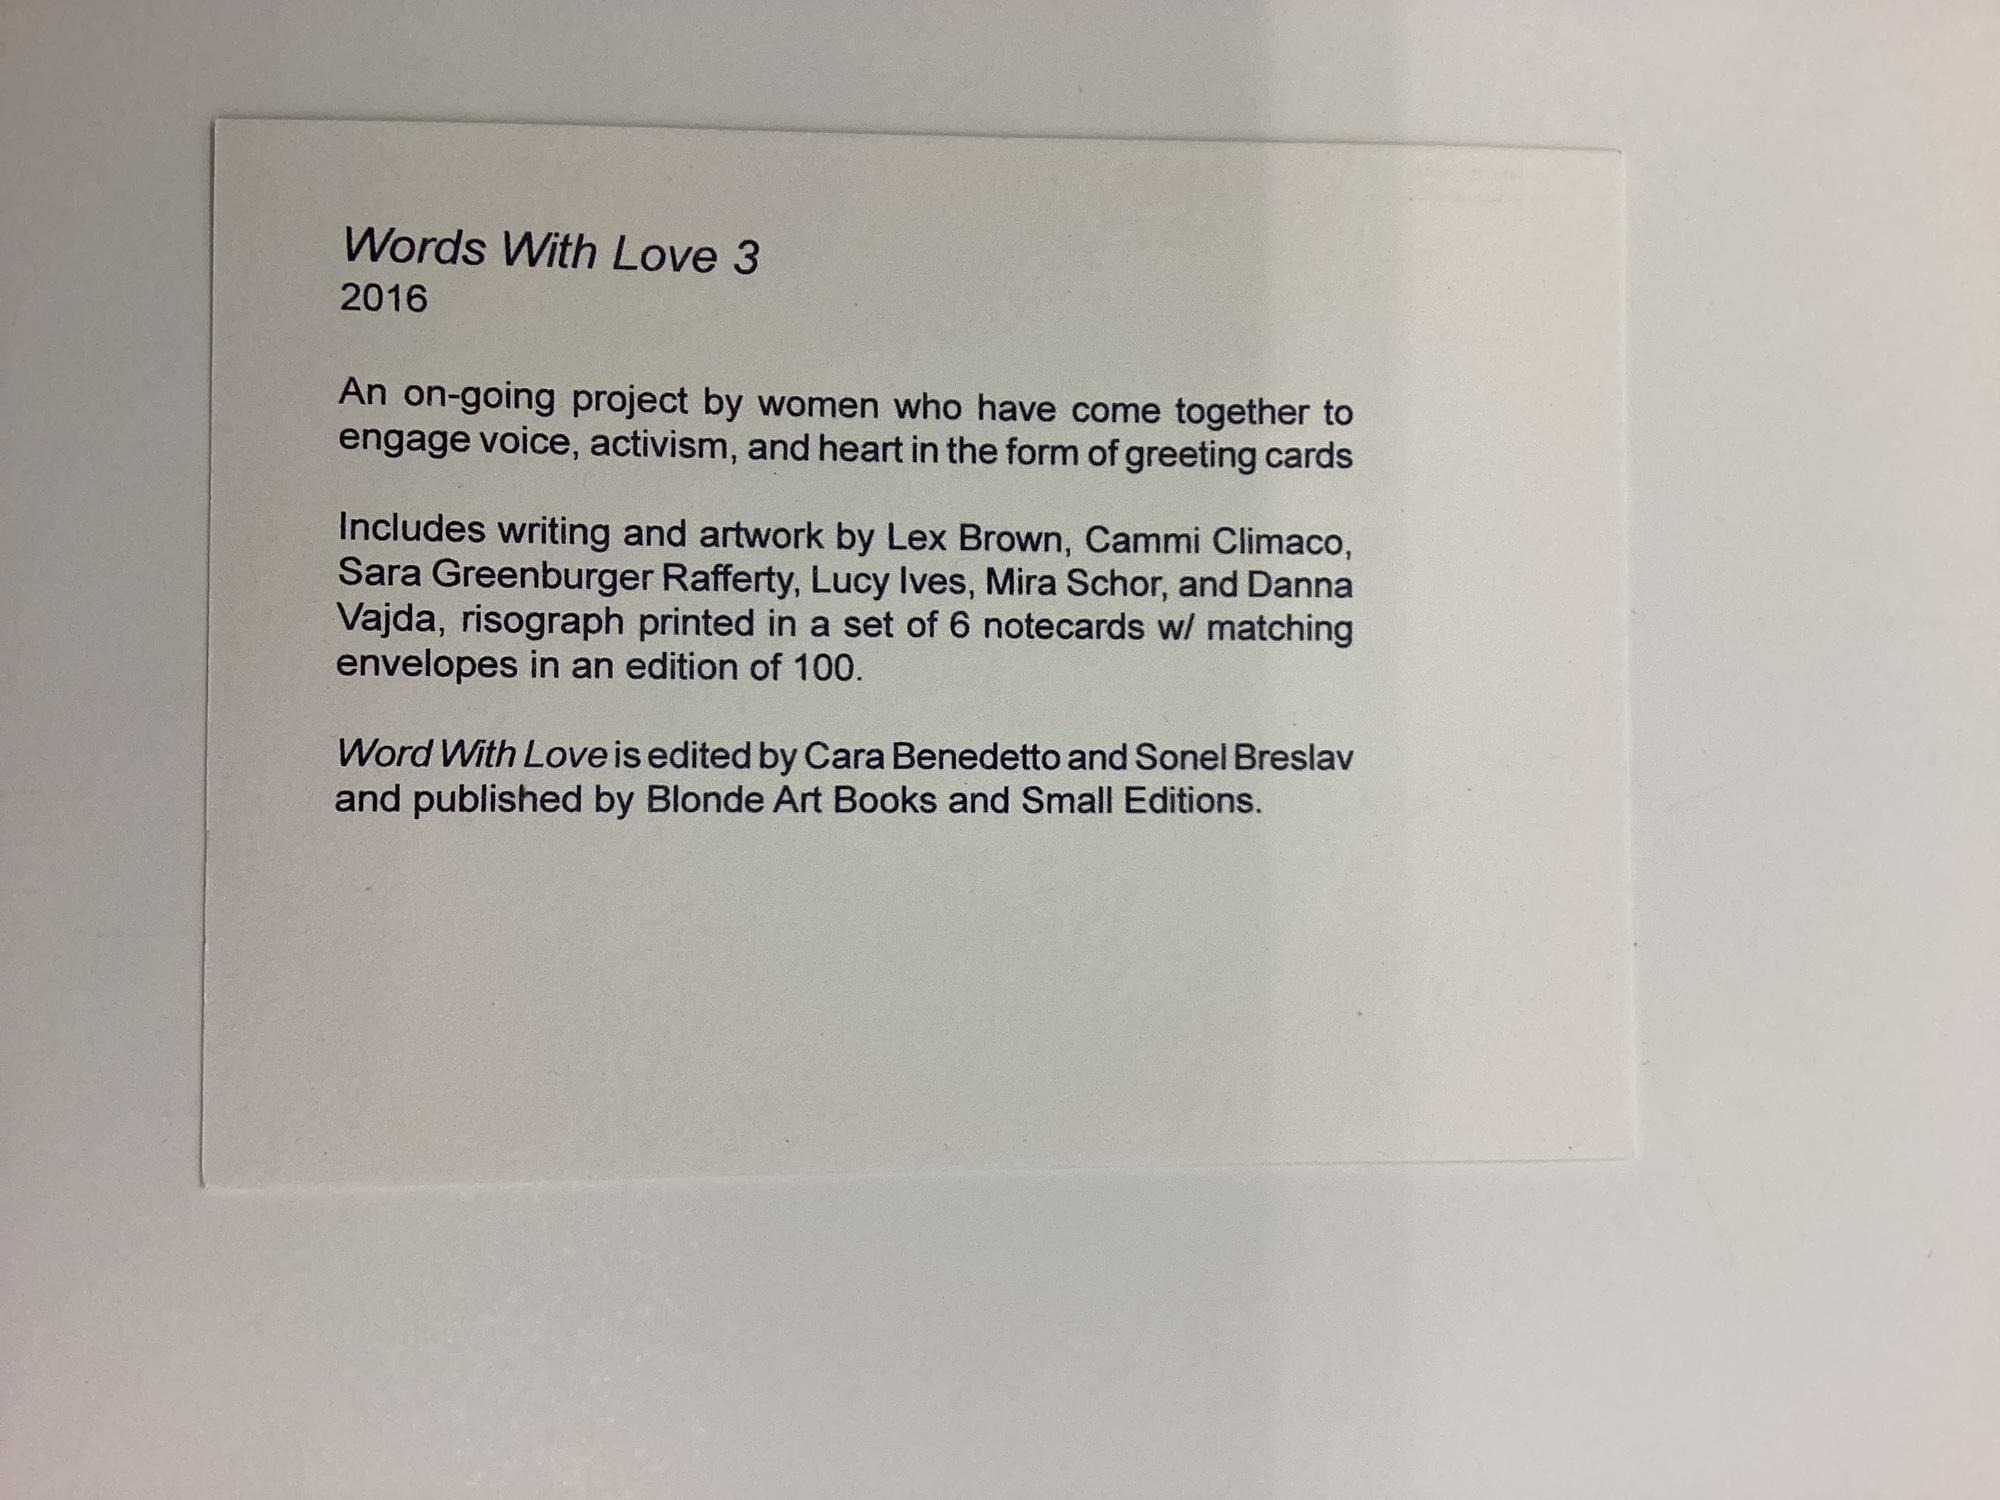 Words With Love 3
2016
An on-going project by women who have come together to
engage voice, activism, and heart in the form of greeting cards
Includes writing and artwork by Lex Brown, Cammi Climaco,
Sara Greenburger Rafferty, Lucy Ives, Mira Schor, and Danna
Vajda, risograph printed in a set of 6 notecards w/ matching
envelopes in an edition of 100.
Word With Love is edited by Cara Benedetto and Sonel Breslav
and published by Blonde Art Books and Small Editions.